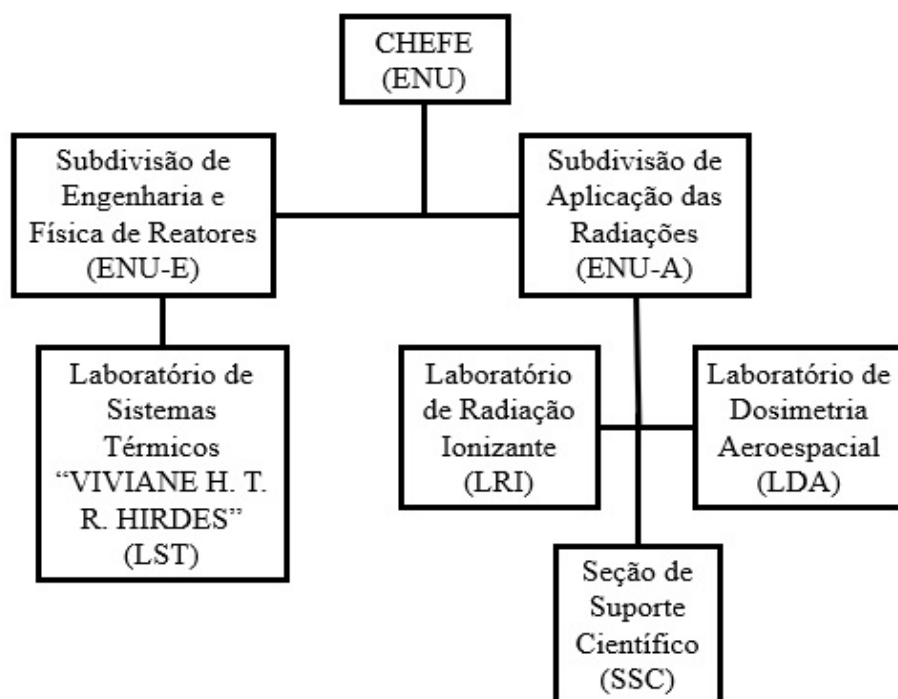 CHEFE
(ENU)
Subdivisão de
Engenharia e
Física de Reatores
(ENU-E)
Subdivisão de
Aplicação das
Radiações
(ENU-A)
Laboratório de
Sistemas
Térmicos
“VIVIANE H. T.
R. HIRDES”
(LST)
Laboratório
de Radiação
Ionizante
(LRI)
Laboratório de
Dosimetria
Aeroespacial
(LDA)
Seção de
Suporte
Científico
(SSC)